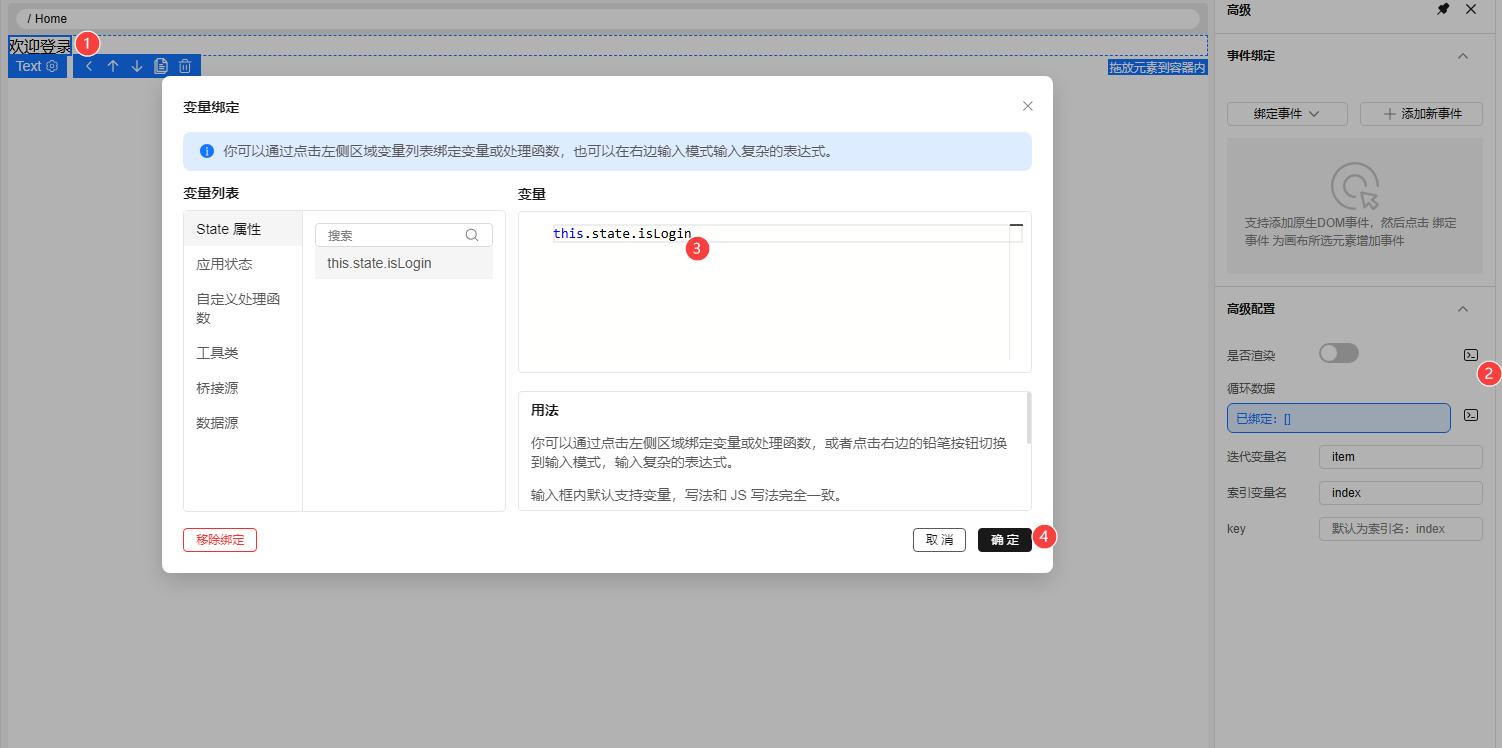 / Home
欢迎登录
1
Text
拖放元素到容器内
变量绑定
你可以通过点击左侧区域变量列表绑定变量或处理函数，也可以在右边输入模式输入复杂的表达式。
变量列表
State 属性
应用状态
自定义处理函
数
工具类
桥接源
数据源
搜索
this.state.isLogin
变量
this.state.isLogin
3
用法
你可以通过点击左侧区域绑定变量或处理函数，或者点击右边的铅笔按钮切换
到输入模式，输入复杂的表达式。
输入框内默认支持变量，写法和 JS 写法完全一致。
移除绑定
取消
确定
4
高级
事件绑定
绑定事件
添加新事件
支持添加原生DOM事件，然后点击 绑定
事件 为画布所选元素增加事件
高级配置
是否渲染
2
循环数据
已绑定：[]
迭代变量名 item
索引变量名 index
key 默认为索引名：index